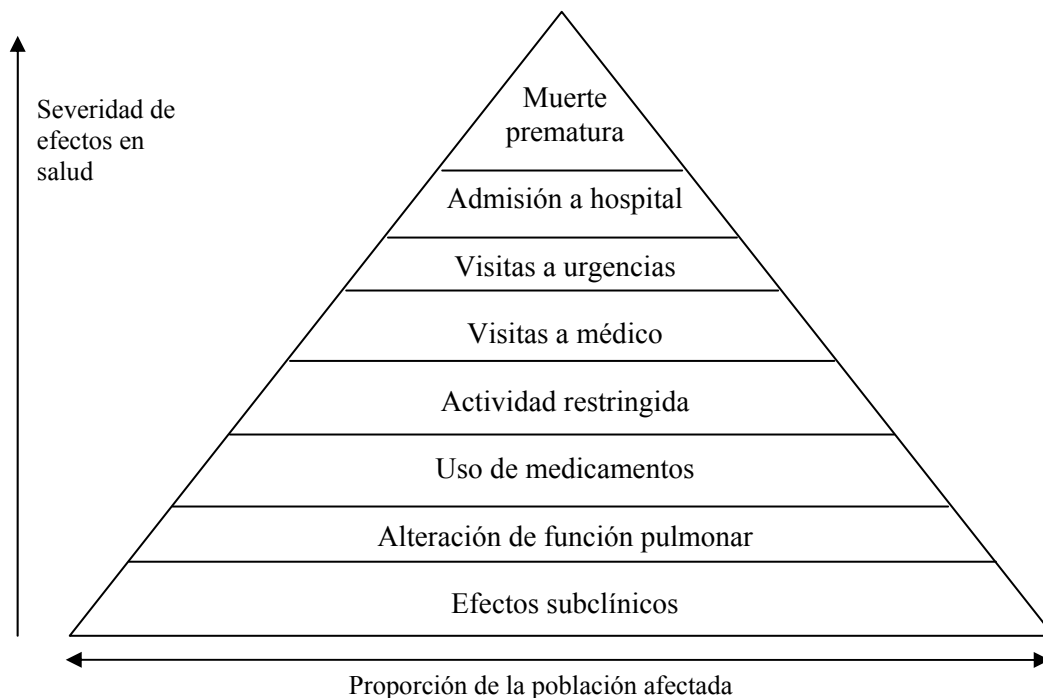 Severidad de
efectos en
salud
Muerte
prematura
Admisión a hospital
Visitas a urgencias
Visitas a médico
Actividad restringida
Uso de medicamentos
Alteración de función pulmonar
Efectos subclínicos
Proporción de la población afectada